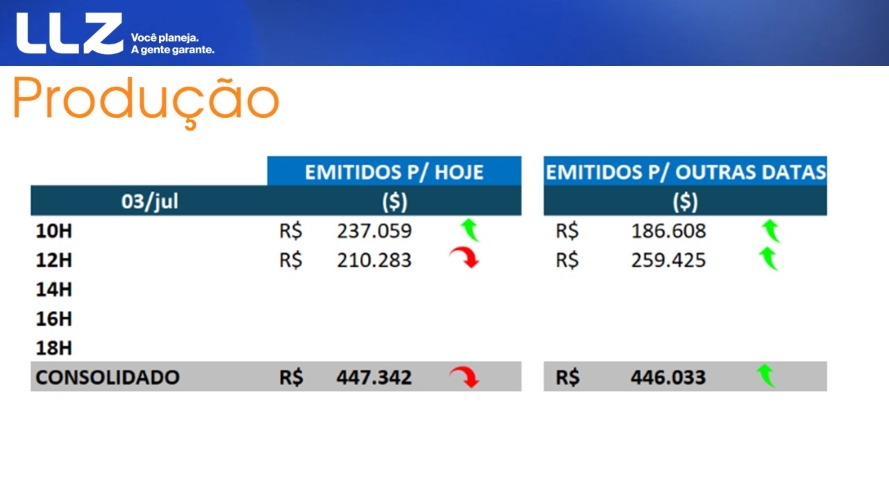 LLZ
Você planeja.
A gente garante.
Produção
EMITIDOS P/ HOJE EMITIDOS P/ OUTRAS DATAS
03/jul ($) ($)
10H R$ 237.059 R$ 186.608
12H R$ 210.283 R$ 259.425
14H
16H
18H
CONSOLIDADO R$ 447.342 R$ 446.033